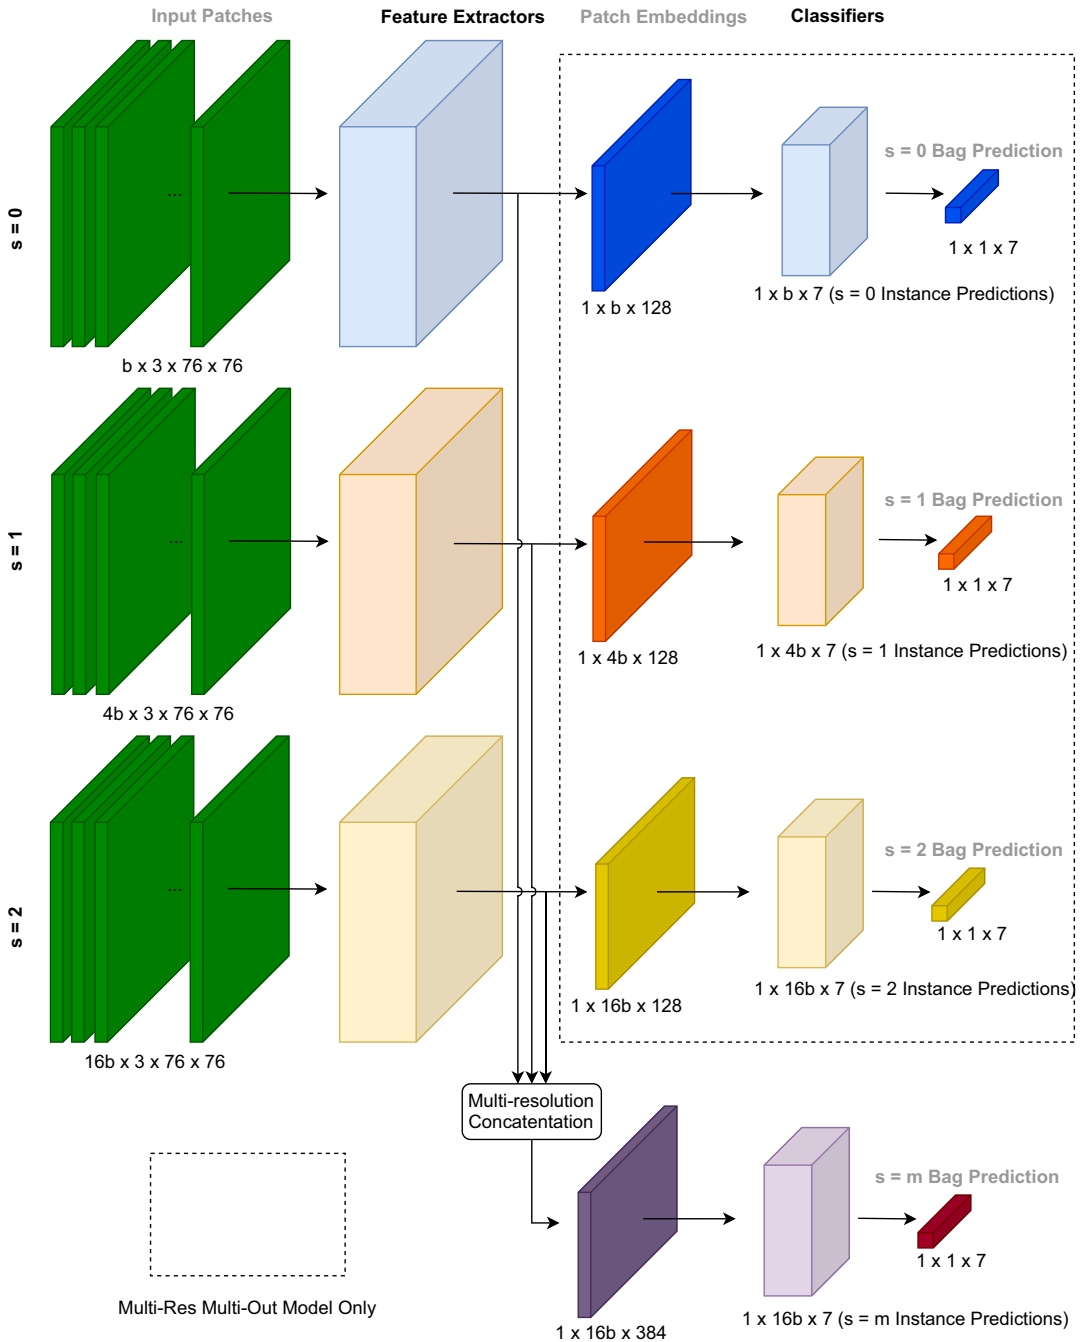 Input Patches
Feature Extractors
Patch Embeddings
Classifiers
s = 0
...
b x 3 x 76 x 76
1 x b x 128
1 x b x 7 (s = 0 Instance Predictions)
s = 0 Bag Prediction
1 x 1 x 7
s = 1
...
4b x 3 x 76 x 76
1 x 4b x 128
1 x 4b x 7 (s = 1 Instance Predictions)
s = 1 Bag Prediction
1 x 1 x 7
s = 2
...
16b x 3 x 76 x 76
1 x 16b x 128
1 x 16b x 7 (s = 2 Instance Predictions)
s = 2 Bag Prediction
1 x 1 x 7
Multi-resolution
Concatentation
1 x 16b x 384
1 x 16b x 7 (s = m Instance Predictions)
s = m Bag Prediction
1 x 1 x 7
Multi-Res Multi-Out Model Only